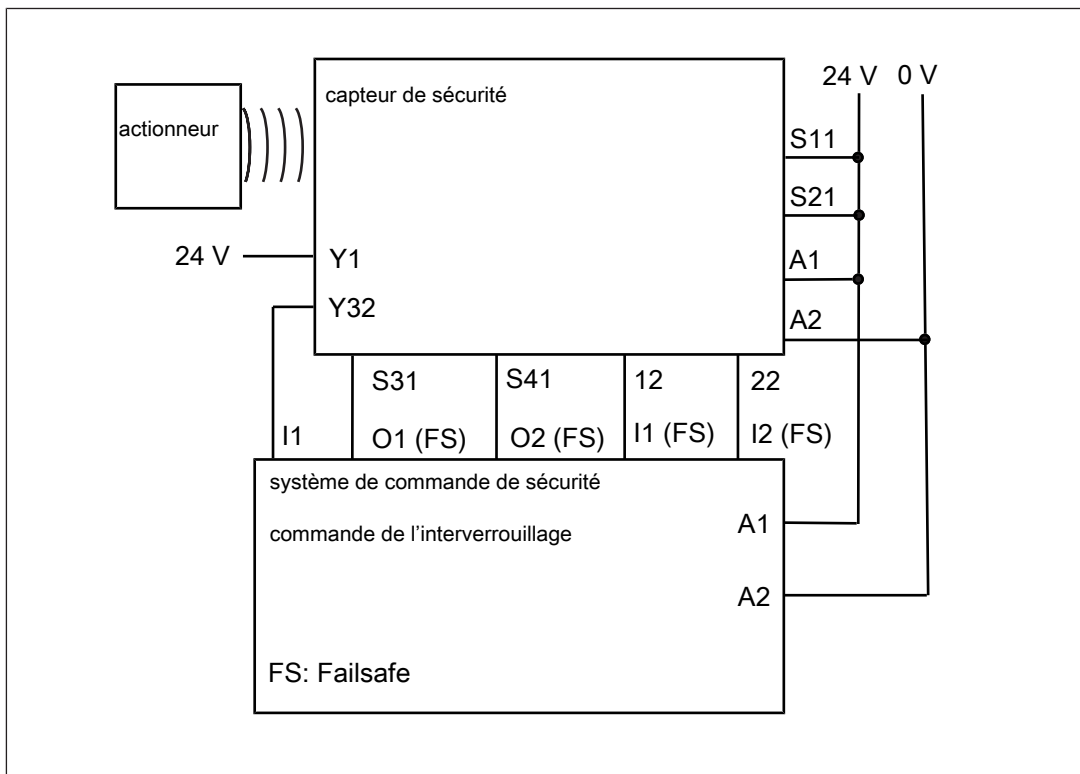 24 V 0 V
capteur de sécurité
actionneur
S11
S21
24 V
Y1
A1
Y32
A2
S31 S41 12 22
I1 O1 (FS) O2 (FS) I1 (FS) I2 (FS)
système de commande de sécurité
commande de l’interverrouillage
A1
A2
FS: Failsafe